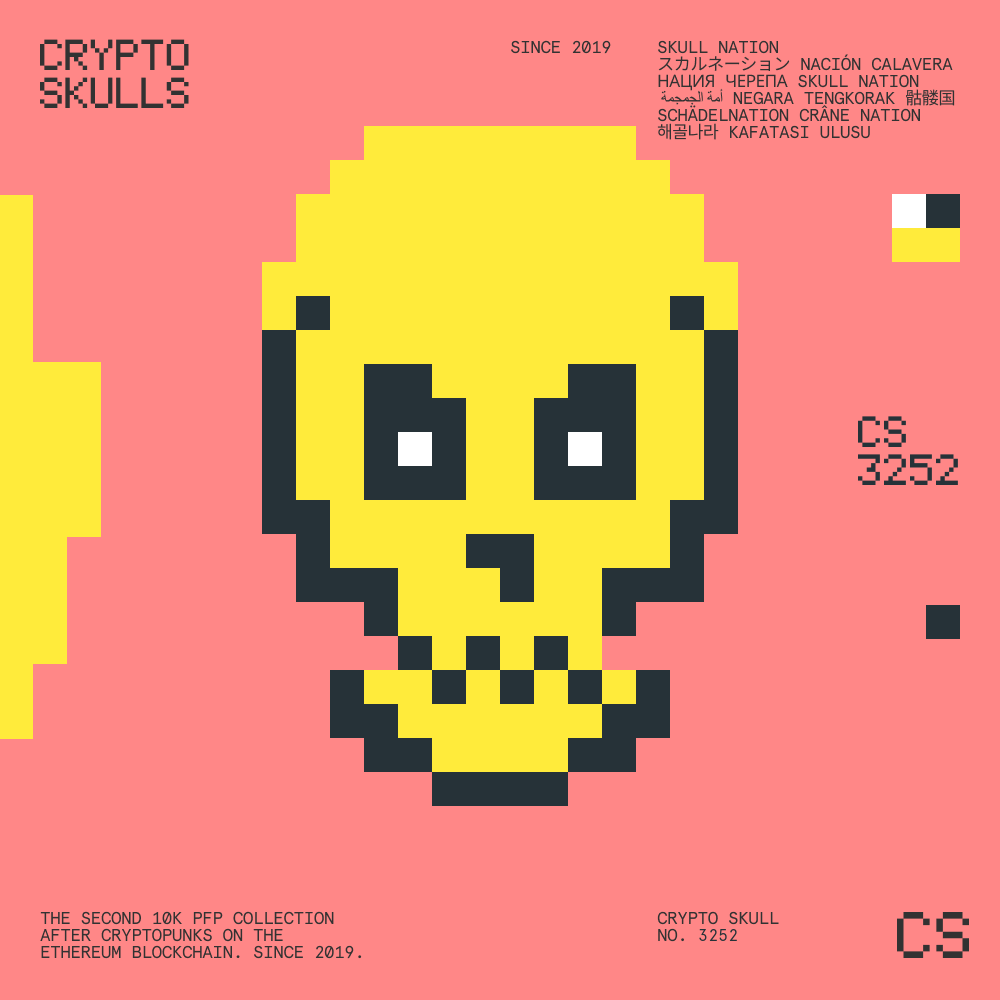 CRYPTO
SKULLS
SINCE 2019
SKULL NATION
スカルネーション NACIÓN CALAVERA
НАЦИЯ ЧЕРЕПА SKULL NATION
أمة الجمجمة NEGARA TENGKORAK 骷髅国
SCHÄDELNATION CRÂNE NATION
해골나라 KAFATASI ULUSU
CS
3252
THE SECOND 10K PFP COLLECTION
AFTER CRYPTOPUNKS ON THE
ETHEREUM BLOCKCHAIN. SINCE 2019.
CRYPTO SKULL
NO. 3252
CS